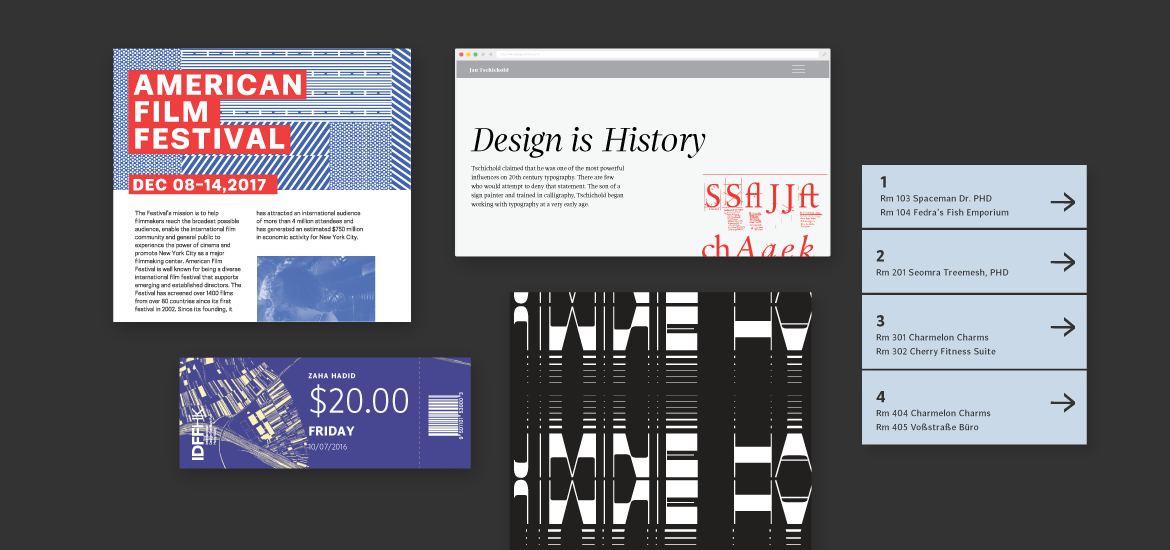 AMERICAN
FILM
FESTIVAL
DEC 08–14,2017
The Festival's mission is to help
filmmakers reach the broadest possible
audience, enable the international film
community and general public to
experience the power of cinema and
promote New York City as a major
filmmaking center. American Film
Festival is well known for being a diverse
international film festival that supports
emerging and established directors. The
Festival has screened over 1400 films
from over 60 countries since its first
festival in 2002. Since its founding, it
has attracted an international audience
of more than 4 million attendees and
has generated an estimated $750 million
in economic activity for New York City.
Jan Tschichold
Design is History
Tschichold claimed that he was one of the most powerful
influences on 20th century typography. There are few
who would attempt to deny that statement. The son of a
sign painter and trained in calligraphy, Tschichold began
working with typography at a very early age.
SSAJJA
ch A a e k
1
Rm 103 Spaceman Dr. PHD
Rm 104 Fedra's Fish Emporium
2
Rm 201 Seomra Treemesh, PHD
3
Rm 301 Charmelon Charms
Rm 302 Cherry Fitness Suite
4
Rm 404 Charmelon Charms
Rm 405 Voßstraße Büro
IDFFHK
ZAHA HADID
$20.00
FRIDAY
10/07/2016